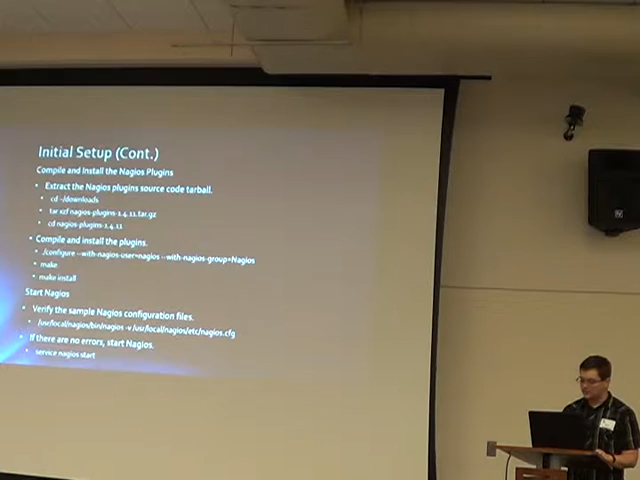 Initial Setup (Cont.)
Compile and Install the Nagios Plugins
Extract the Nagios plugins source code tarball.
cd ~/downloads
tar xzf nagios-plugins-1.4.11.tar.gz
cd nagios-plugins-1.4.11
Compile and install the plugins.
./configure --with-nagios-user=nagios --with-nagios-group=Nagios
make
make install
Start Nagios
Verify the sample Nagios configuration files.
/usr/local/nagios/bin/nagios -v /usr/local/nagios/etc/nagios.cfg
If there are no errors, start Nagios.
service nagios start